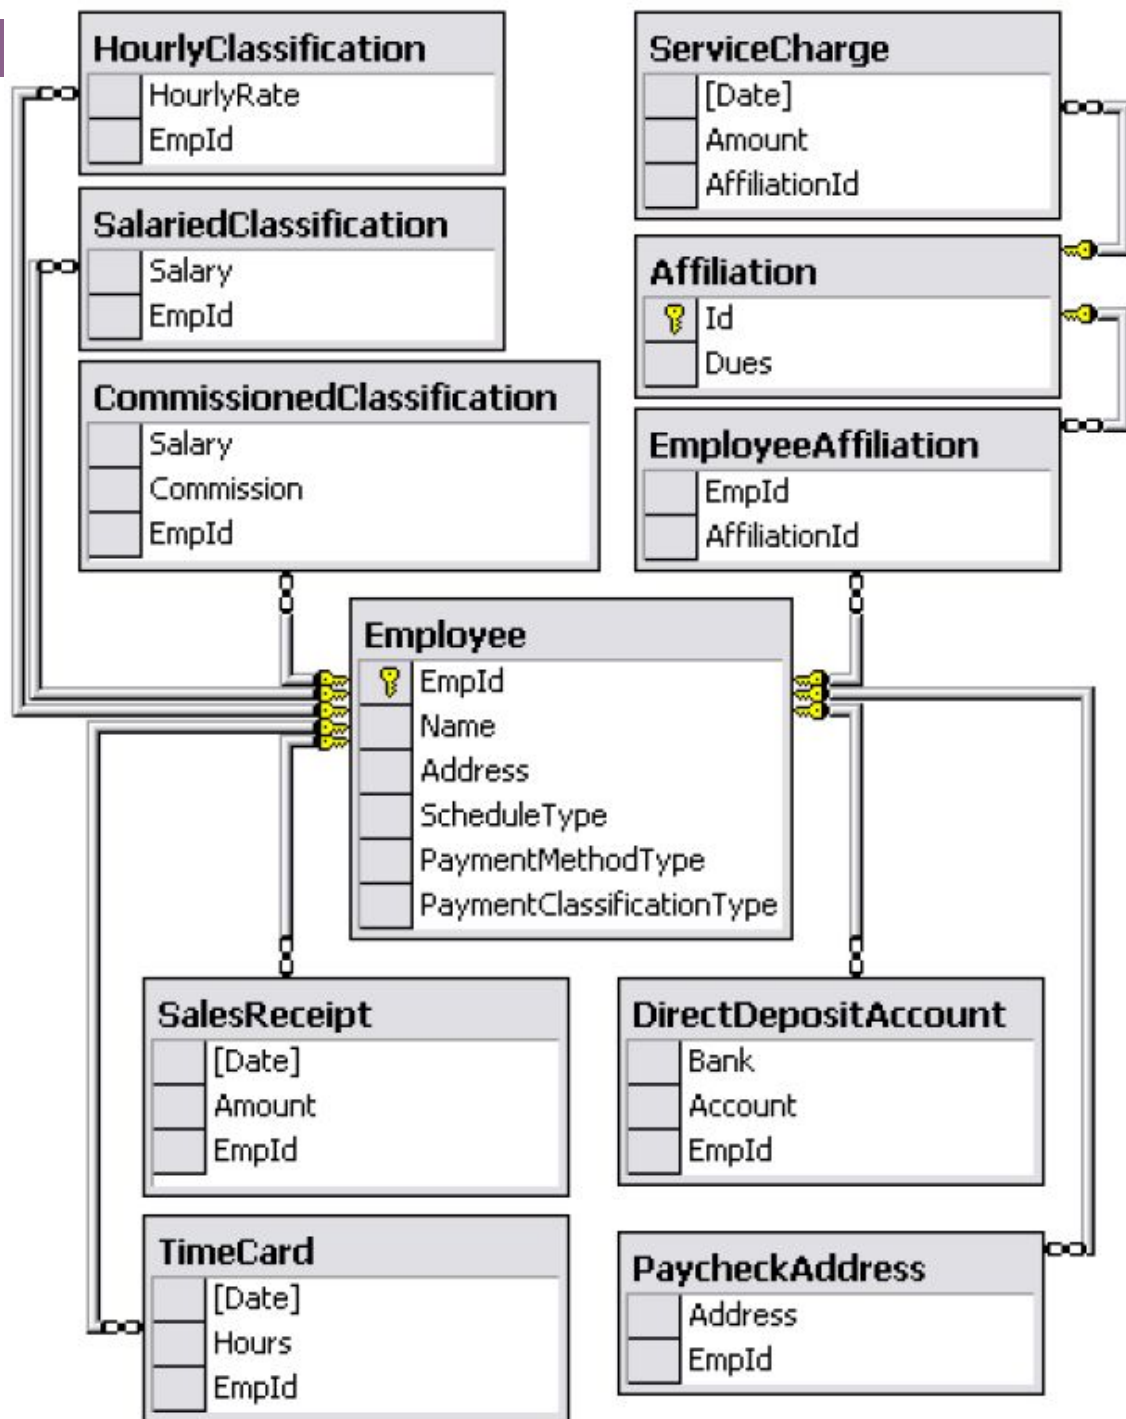 HourlyClassification
HourlyRate
EmpId
SalariedClassification
Salary
EmpId
CommissionedClassification
Salary
Commission
EmpId
ServiceCharge
[Date]
Amount
AffiliationId
Affiliation
Id
Dues
EmployeeAffiliation
EmpId
AffiliationId
Employee
EmpId
Name
Address
ScheduleType
PaymentMethodType
PaymentClassificationType
SalesReceipt
[Date]
Amount
EmpId
DirectDepositAccount
Bank
Account
EmpId
TimeCard
[Date]
Hours
EmpId
PaycheckAddress
Address
EmpId